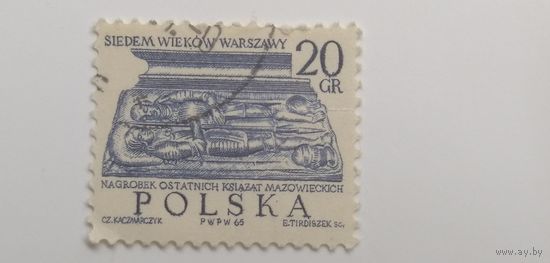 SIEDEM WIEKÓW WARSZAWY
20
GR
NAGROBEK OSTATNICH KSIĄŻĄT MAZOWIECKICH
POLSKA
CZ. KACZMARCZYK PWPW 65 E. TIRDISZEK SC.
www.ay.by